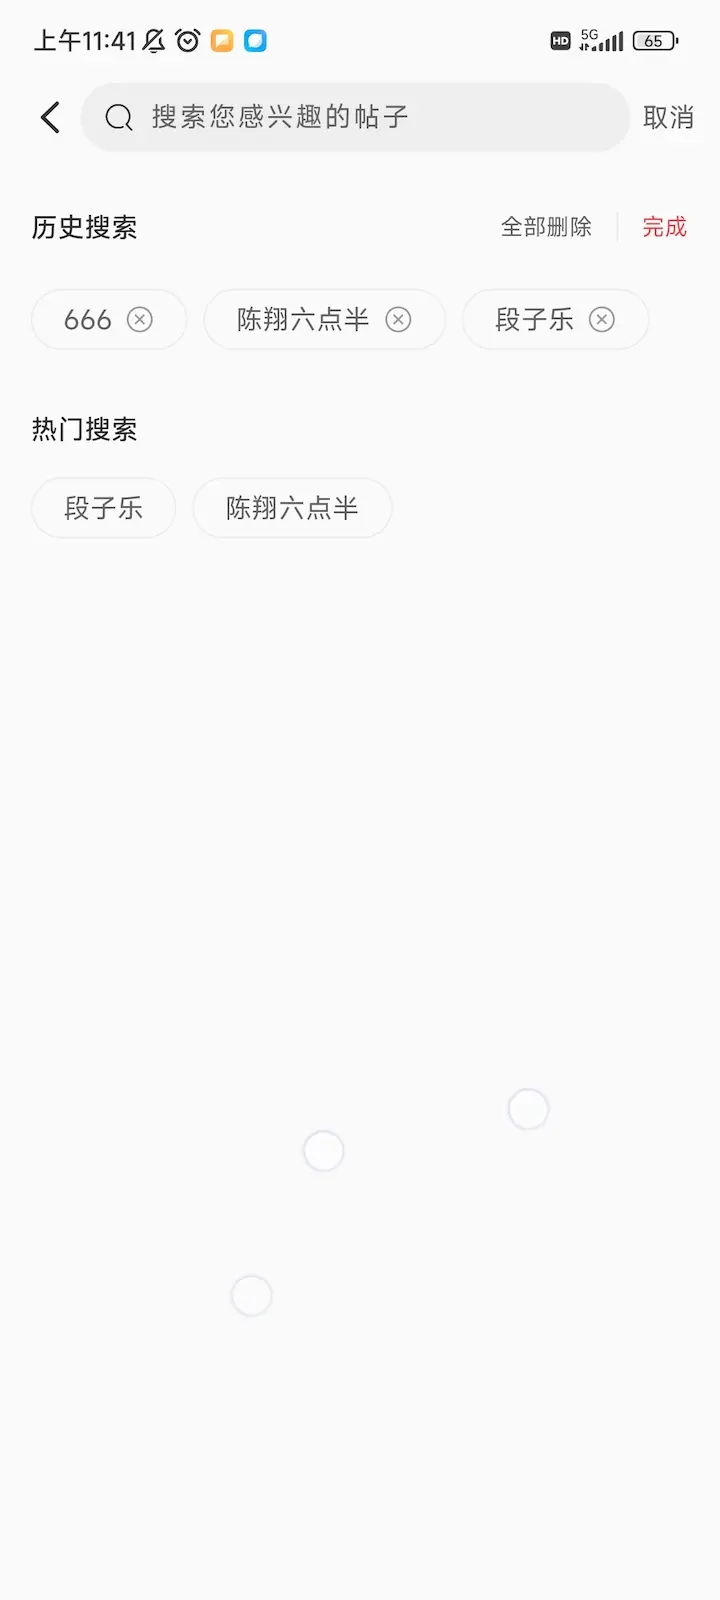 上午11:41 HD 5G 65
搜索您感兴趣的帖子 取消
历史搜索 全部删除 完成
666 陈翔六点半 段子乐
热门搜索
段子乐 陈翔六点半